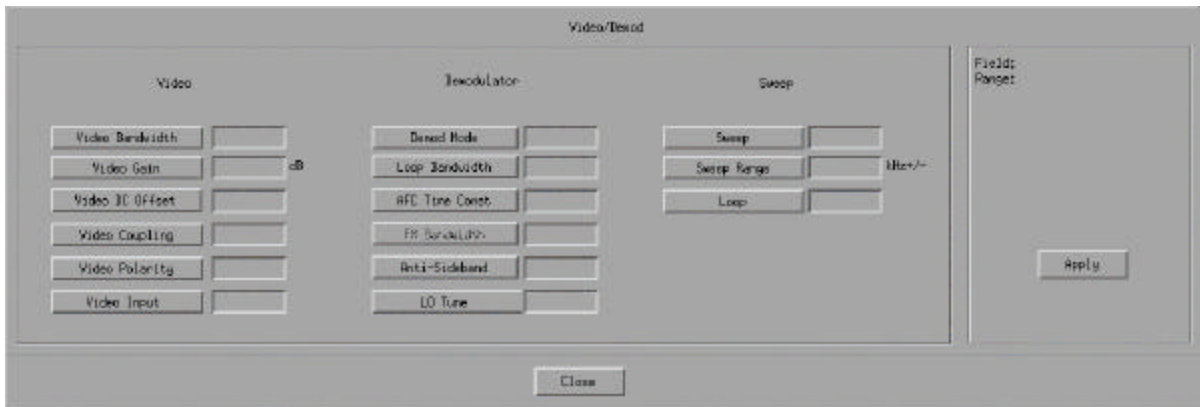 Video/Demod
Video
Video Bandwidth
Video Gain dB
Video DC Offset
Video Coupling
Video Polarity
Video Input
Demodulator
Demod Mode
Loop Bandwidth
AFC Time Const
FM Bandwidth
Anti-Sideband
LO Tune
Sweep
Sweep
Sweep Range kHz+/-
Loop
Field:
Range:
Apply
Close